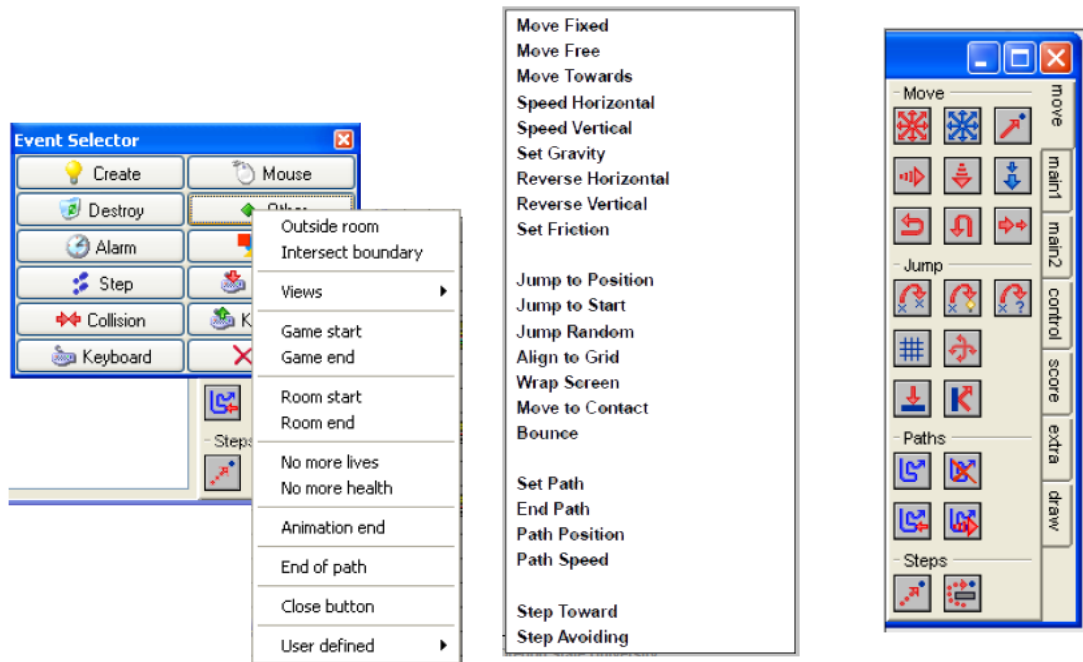 Event Selector
Create
Mouse
Destroy
Other
Alarm
Step
Collision
Keyboard
Steps
Outside room
Intersect boundary
Views
Game start
Game end
Room start
Room end
No more lives
No more health
Animation end
End of path
Close button
User defined
Move Fixed
Move Free
Move Towards
Speed Horizontal
Speed Vertical
Set Gravity
Reverse Horizontal
Reverse Vertical
Set Friction
Jump to Position
Jump to Start
Jump Random
Align to Grid
Wrap Screen
Move to Contact
Bounce
Set Path
End Path
Path Position
Path Speed
Step Toward
Step Avoiding
Move
Jump
Paths
Steps
move
main1
main2
control
score
extra
draw